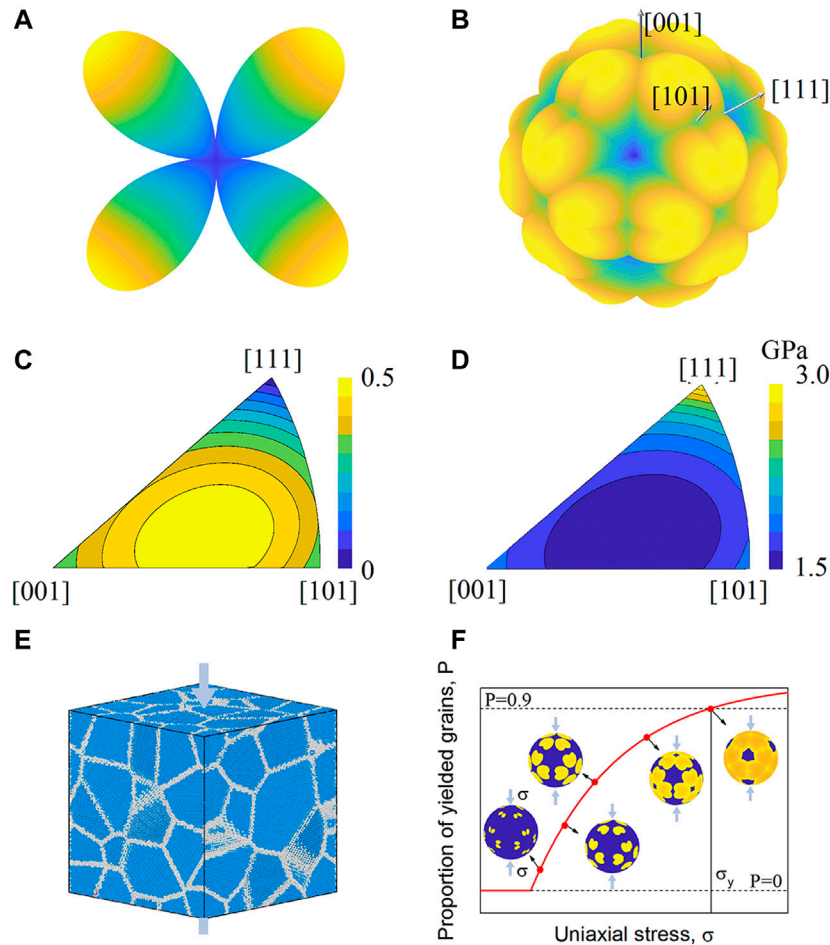 A
B
[001]
[101]
[111]
C
[111]
0.5
0
[001]
[101]
D
GPa
[111]
3.0
1.5
[001]
[101]
E
F
Proportion of yielded grains, P
P=0.9
σ
σ
σy
P=0
Uniaxial stress, σ